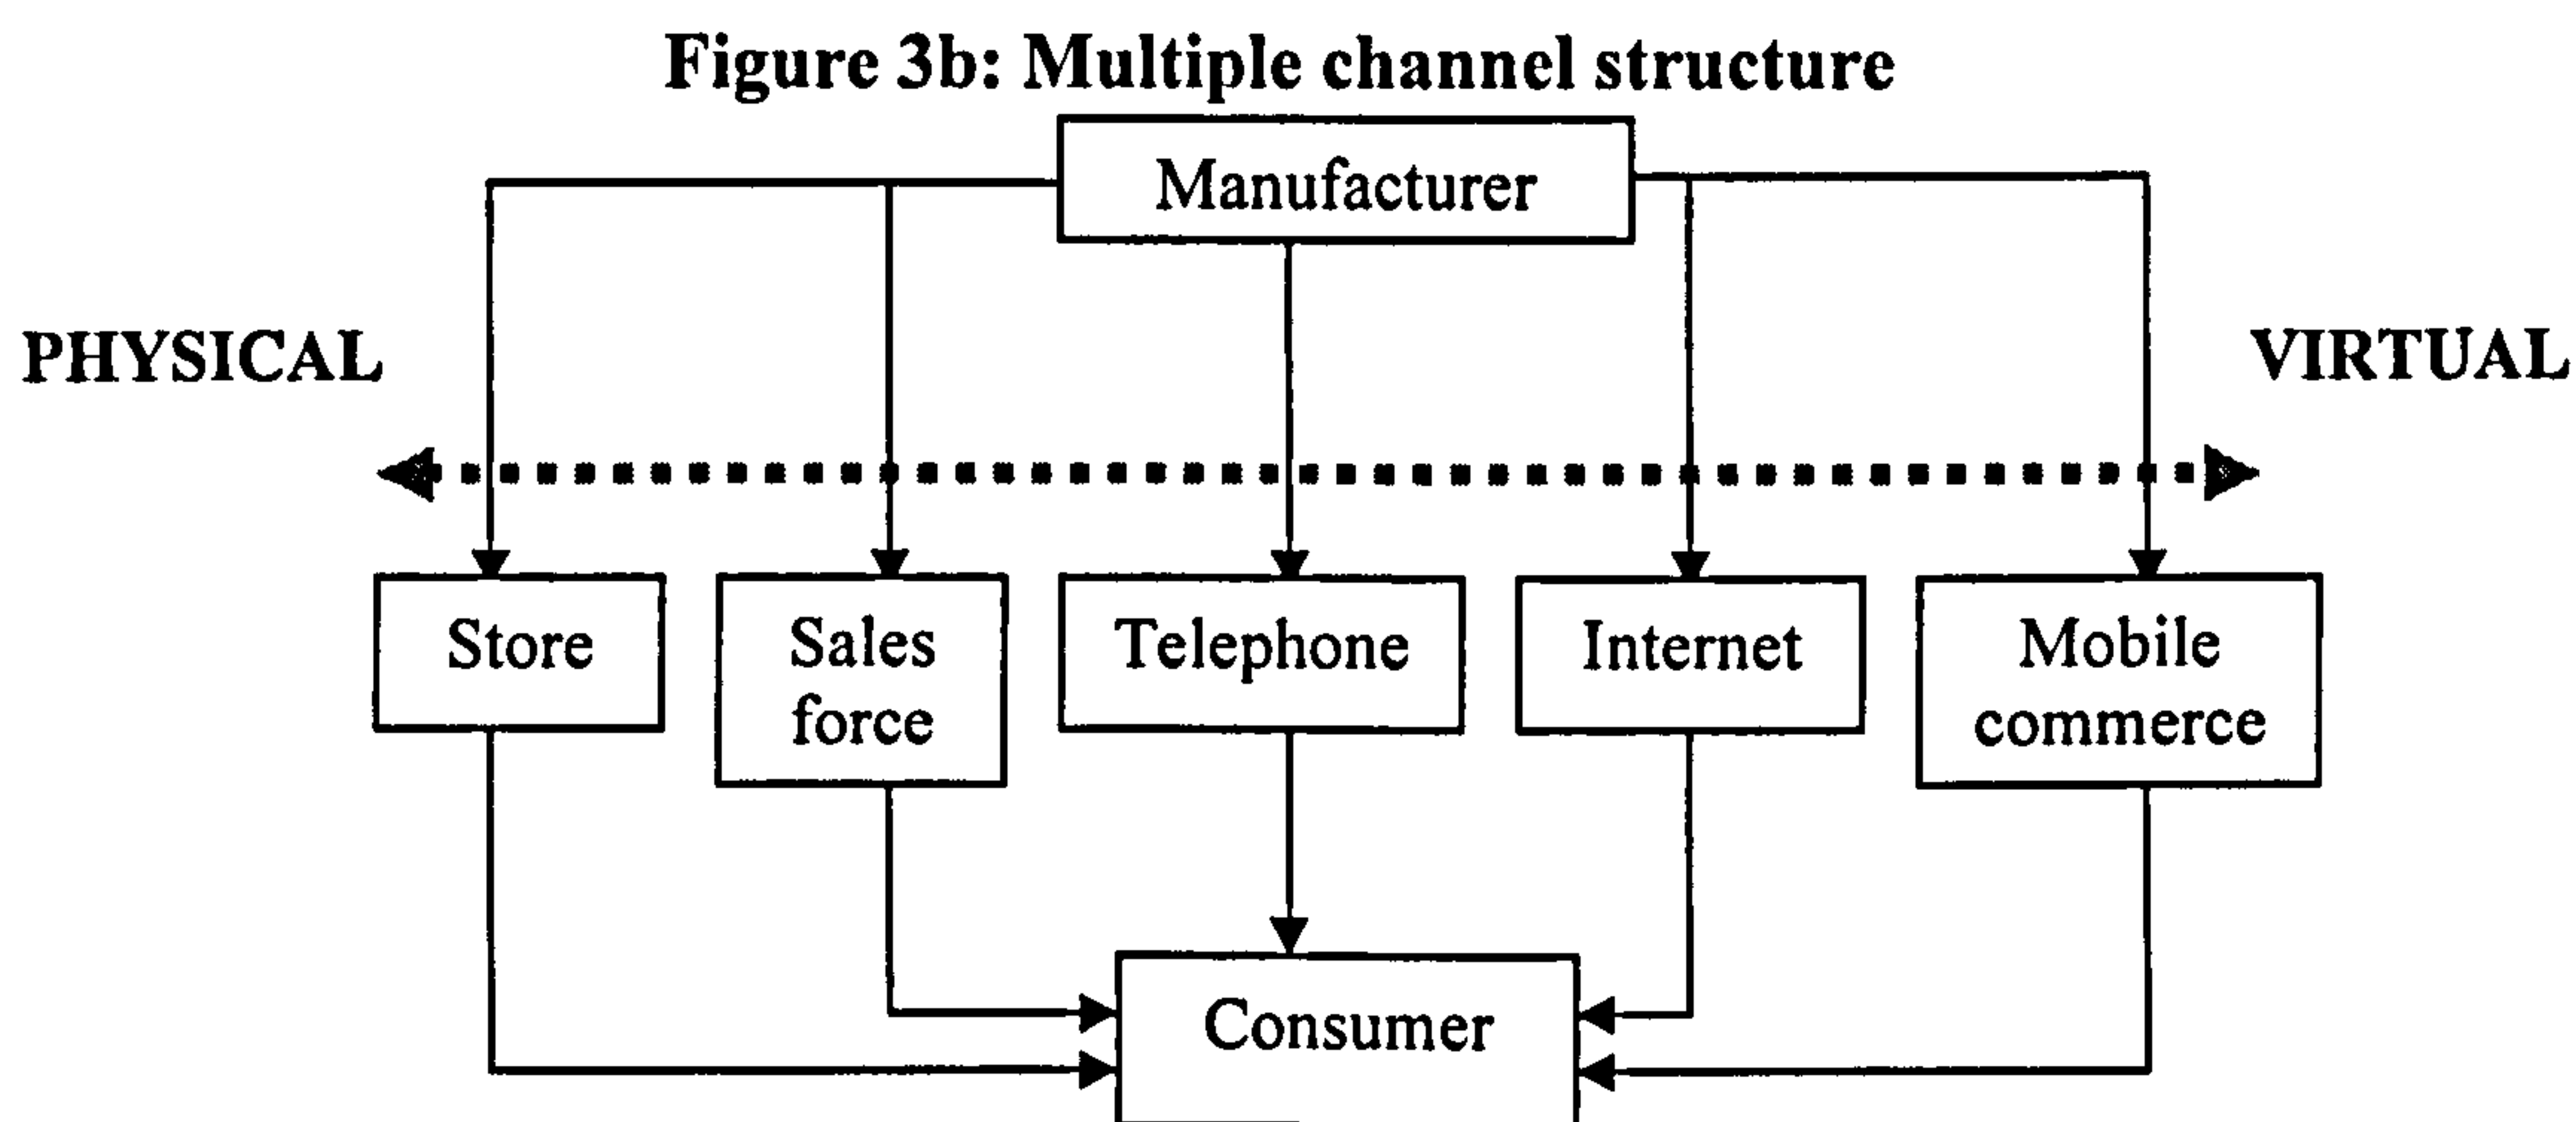 Figure 3b: Multiple channel structure
Manufacturer
PHYSICAL
VIRTUAL
Store
Sales
force
Telephone
Internet
Mobile
commerce
Consumer